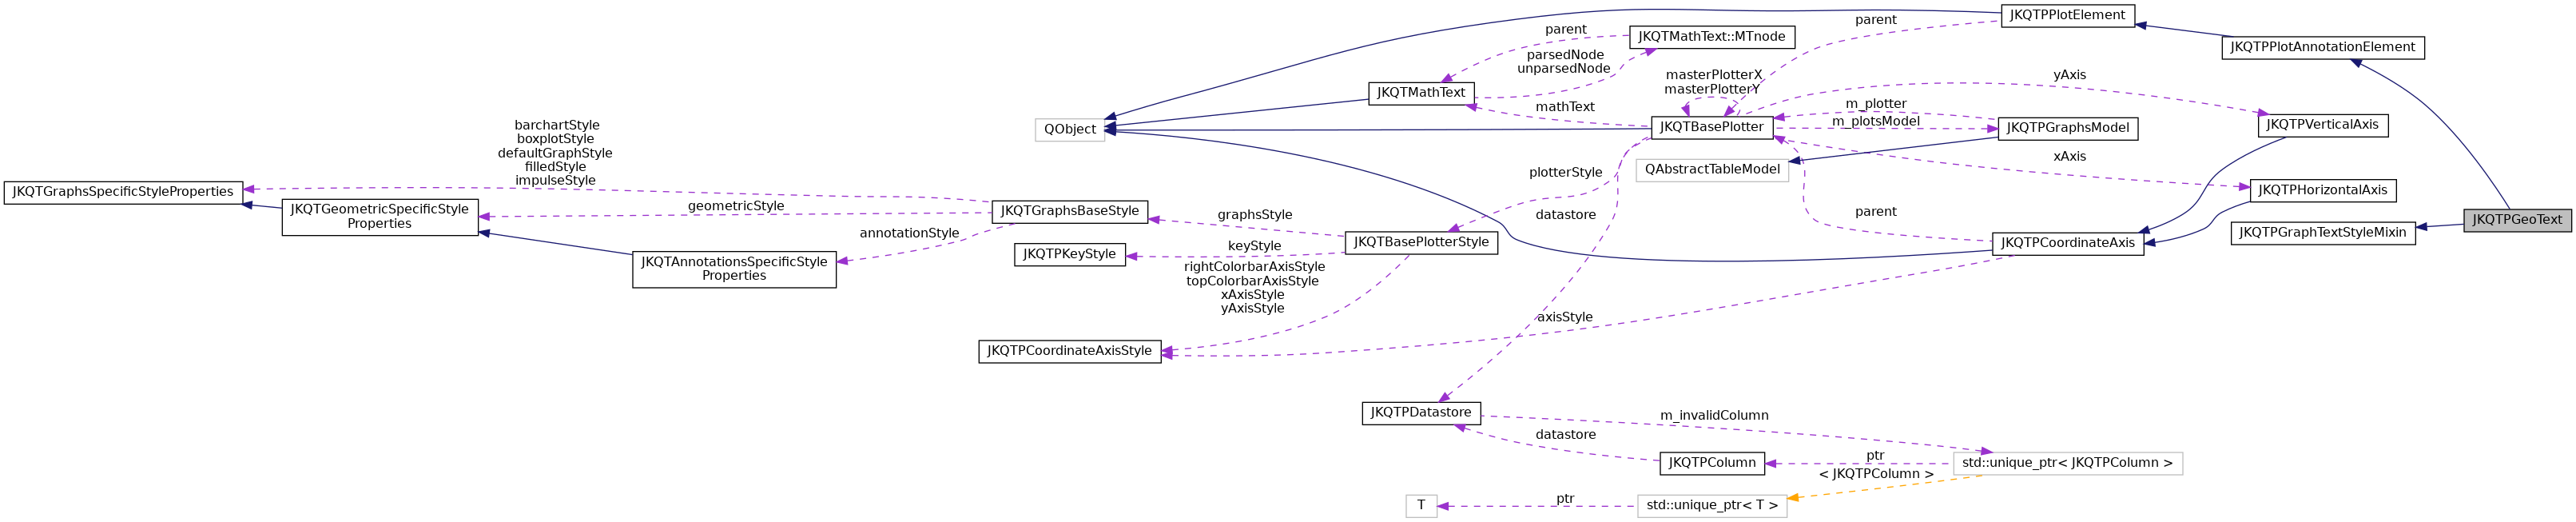 JKQTPPlotElement
parent
parent
JKQTMathText::MTnode
JKQTPPlotAnnotationElement
parsedNode
unparsedNode
masterPlotterX
masterPlotterY
yAxis
JKQTMathText
mathText
m_plotter
barchartStyle
boxplotStyle
defaultGraphStyle
filledStyle
impulseStyle
QObject
JKQTBasePlotter
m_plotsModel
JKQTPGraphsModel
JKQTPVerticalAxis
xAxis
plotterStyle
QAbstractTableModel
JKQTGraphsSpecificStyleProperties
JKQTPHorizontalAxis
JKQTGeometricSpecificStyle
Properties
geometricStyle
JKQTGraphsBaseStyle
graphsStyle
datastore
parent
JKQTPGeoText
annotationStyle
JKQTPGraphTextStyleMixin
keyStyle
JKQTBasePlotterStyle
JKQTPCoordinateAxis
JKQTPKeyStyle
JKQTAnnotationsSpecificStyle
Properties
rightColorbarAxisStyle
topColorbarAxisStyle
xAxisStyle
yAxisStyle
axisStyle
JKQTPCoordinateAxisStyle
JKQTPDatastore
m_invalidColumn
datastore
JKQTPColumn
ptr
std::unique_ptr< JKQTPColumn >
< JKQTPColumn >
T
ptr
std::unique_ptr< T >